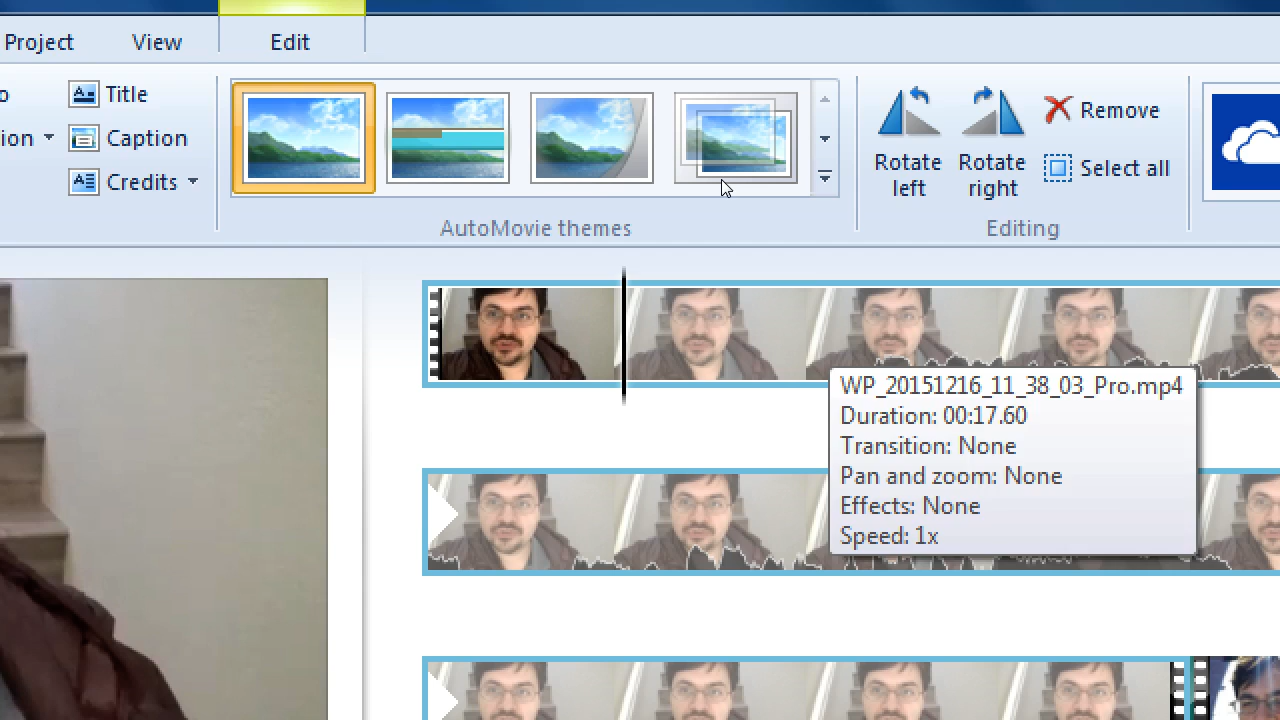 Project
View
Edit
Title
Caption
Credits
AutoMovie themes
Rotate left
Rotate right
Remove
Select all
Editing
WP_20151216_11_38_03_Pro.mp4
Duration: 00:17.60
Transition: None
Pan and zoom: None
Effects: None
Speed: 1x